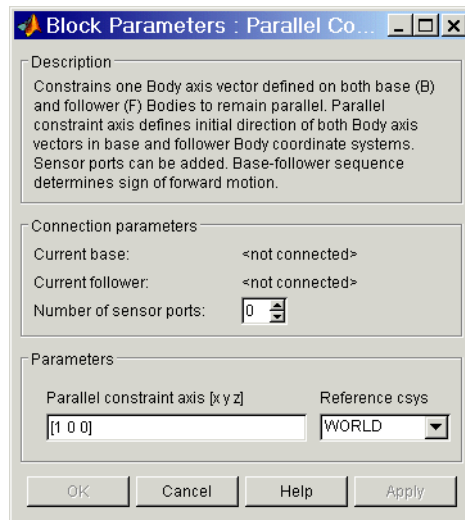 Block Parameters : Parallel Co...
Description
Constrains one Body axis vector defined on both base (B)
and follower (F) Bodies to remain parallel. Parallel
constraint axis defines initial direction of both Body axis
vectors in base and follower Body coordinate systems.
Sensor ports can be added. Base-follower sequence
determines sign of forward motion.
Connection parameters
Current base: <not connected>
Current follower: <not connected>
Number of sensor ports: 0
Parameters
Parallel constraint axis [x y z] Reference csys
[1 0 0] WORLD
OK Cancel Help Apply